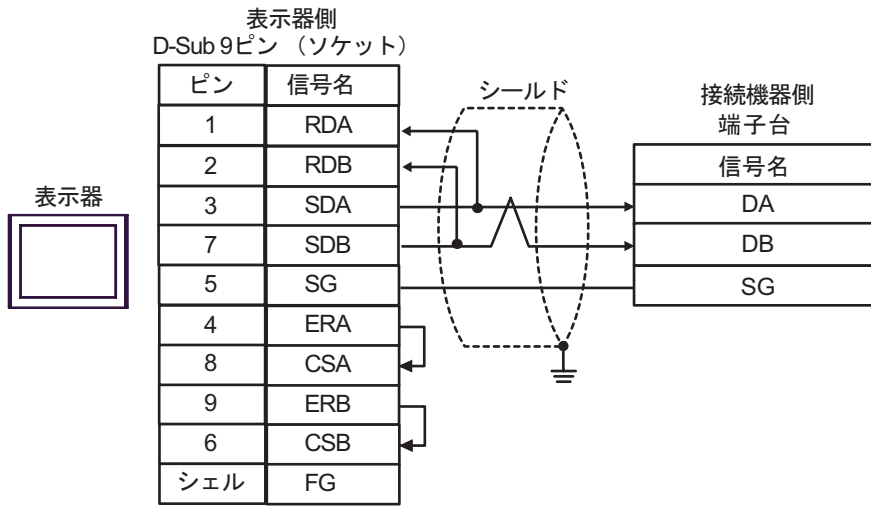 表示器側
D-Sub 9ピン （ソケット）
ピン 信号名
1 RDA
2 RDB
3 SDA
7 SDB
5 SG
4 ERA
8 CSA
9 ERB
6 CSB
シェル FG
シールド
接続機器側
端子台
信号名
DA
DB
SG
表示器